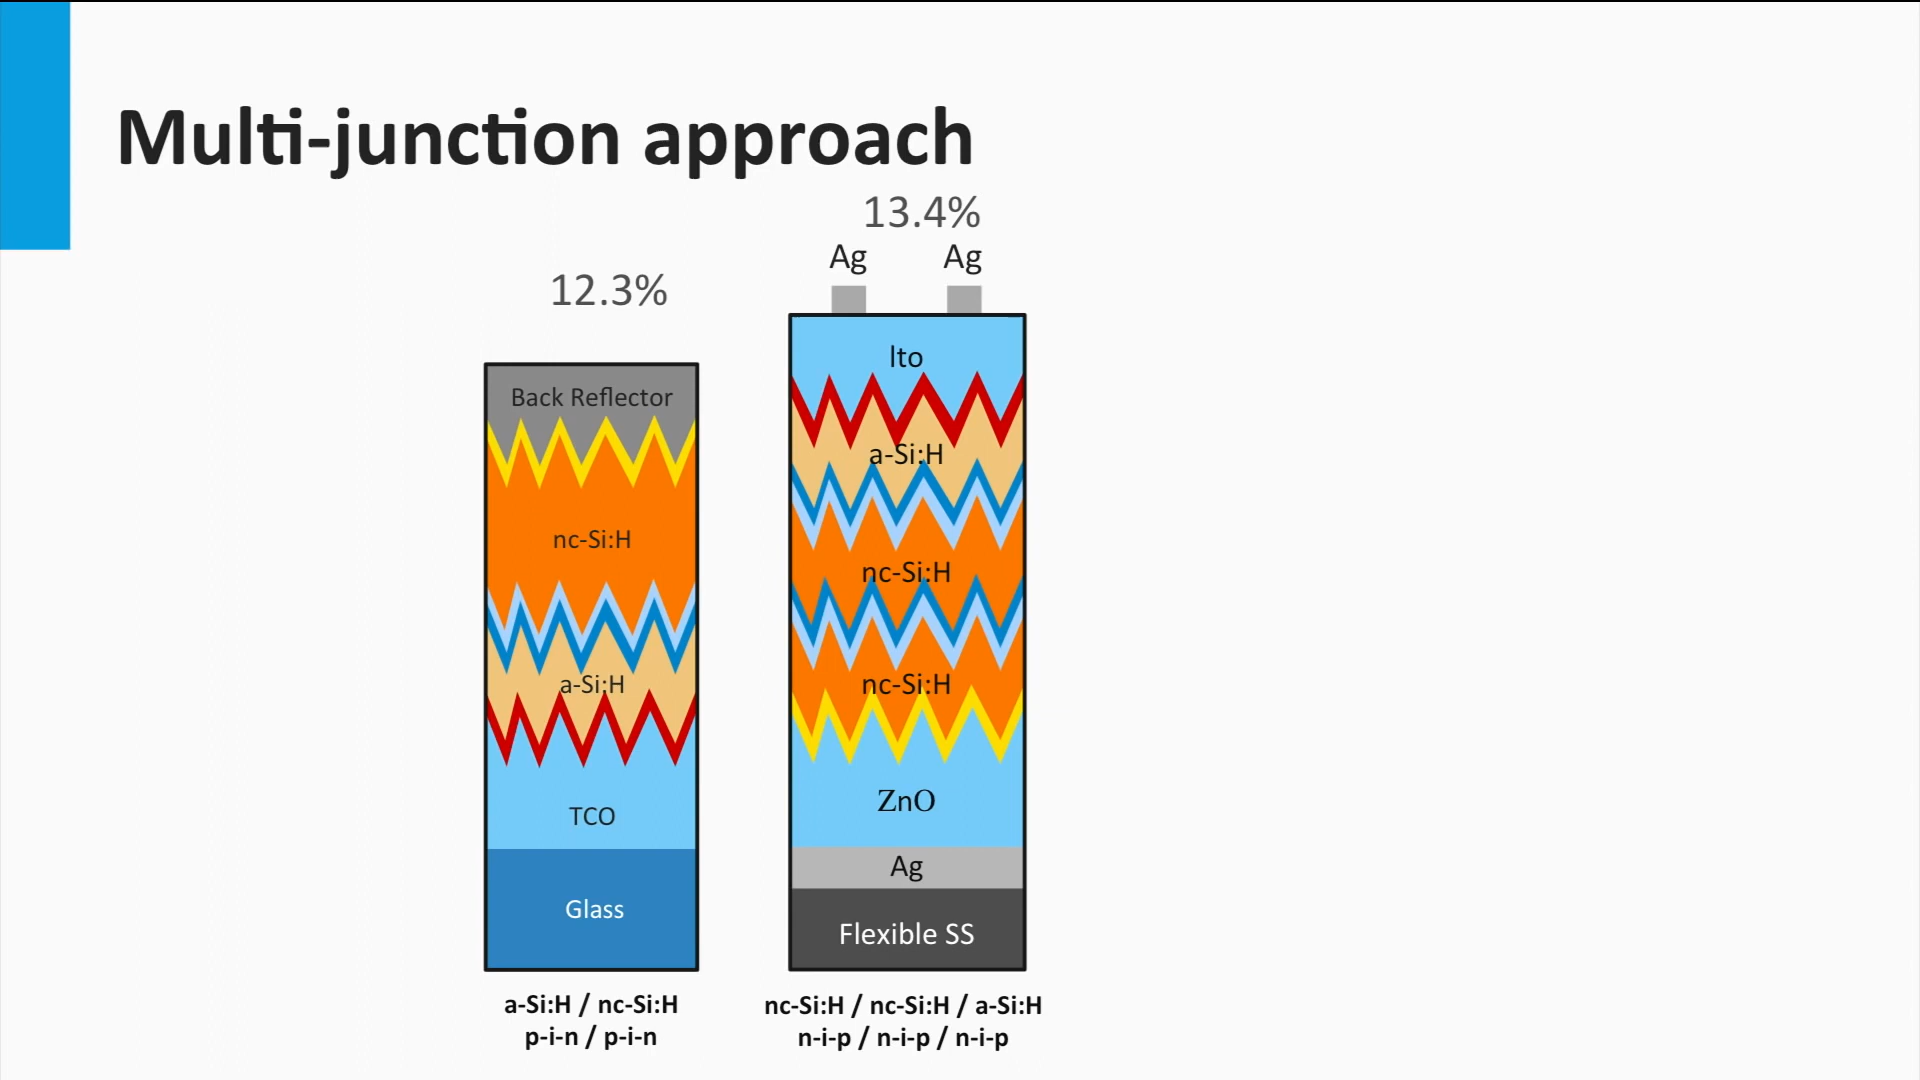 Multi-junction approach
12.3%
Back Reflector
nc-Si:H
a-Si:H
TCO
Glass
a-Si:H / nc-Si:H
p-i-n / p-i-n
13.4%
Ag Ag
Ito
a-Si:H
nc-Si:H
nc-Si:H
ZnO
Ag
Flexible SS
nc-Si:H / nc-Si:H / a-Si:H
n-i-p / n-i-p / n-i-p